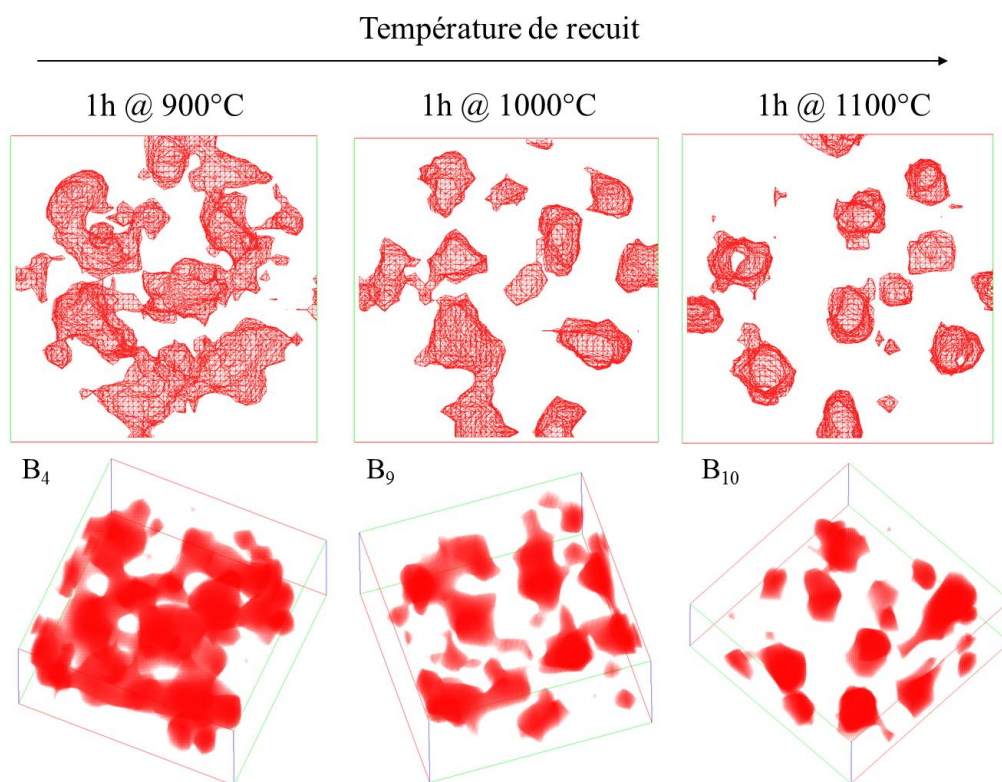 Température de recuit
1h @ 900°C
1h @ 1000°C
1h @ 1100°C
B₄
B₉
B₁₀